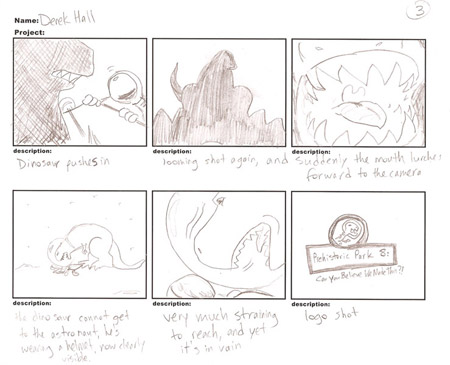 3
Name: Derek Hall
Project:
description:
Dinosaur pushes in
description:
looming shot again, and
description:
Suddenly the mouth lurches
forward to the camera
description:
the dinosaur cannot get
to the astronaut, he's
wearing a helmet, now clearly
visible.
description:
very much straining
to reach, and yet
it's in vain
Prehistoric Park 8:
Can you Believe We Made This?!
description:
logo shot